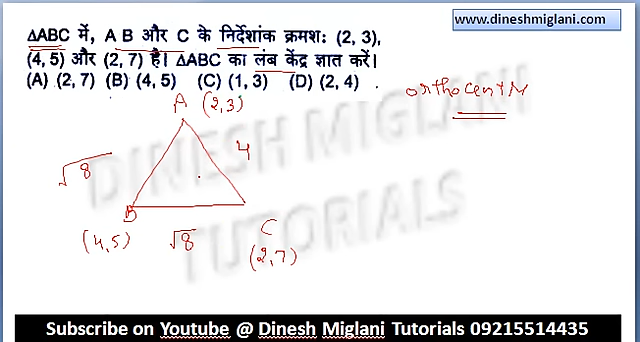 www.dineshmiglani.com
ΔABC में, A B और C के निर्देशांक क्रमशः (2, 3),
(4, 5) और (2, 7) है। ΔABC का लंब केंद्र ज्ञात करें।
(A) (2, 7) (B) (4, 5) (C) (1, 3) (D) (2, 4)
A (2,3)
√8
4
B
C
(4,5)
√8
(2,7)
DINESH MIGLANI
TUTORIALS
Subscribe on Youtube @ Dinesh Miglani Tutorials 09215514435